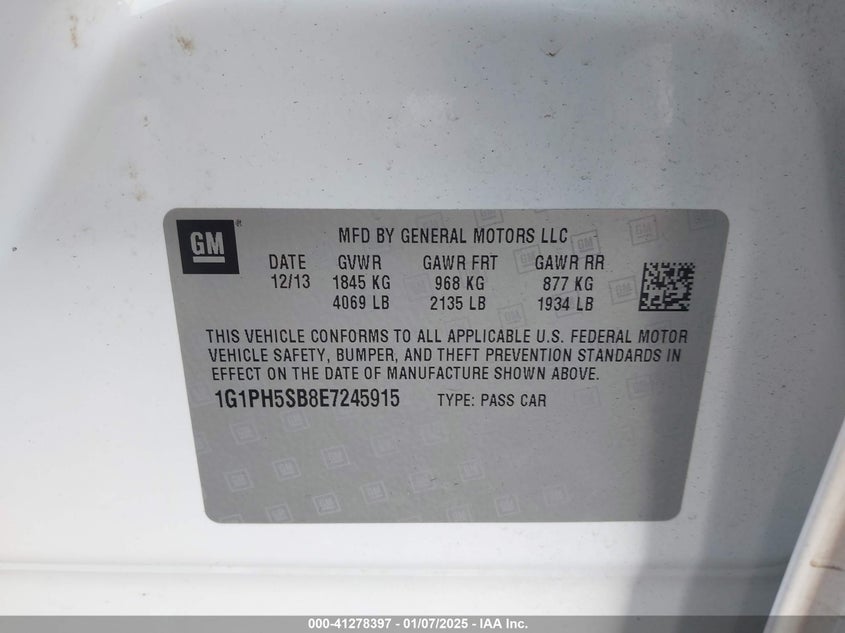 GM
MFD BY GENERAL MOTORS LLC
DATE GVWR GAWR FRT GAWR RR
12/13 1845 KG 968 KG 877 KG
4069 LB 2135 LB 1934 LB
THIS VEHICLE CONFORMS TO ALL APPLICABLE U.S. FEDERAL MOTOR
VEHICLE SAFETY, BUMPER, AND THEFT PREVENTION STANDARDS IN
EFFECT ON THE DATE OF MANUFACTURE SHOWN ABOVE.
1G1PH5SB8E7245915 TYPE: PASS CAR
000-41278397 - 01/07/2025 - IAA Inc.